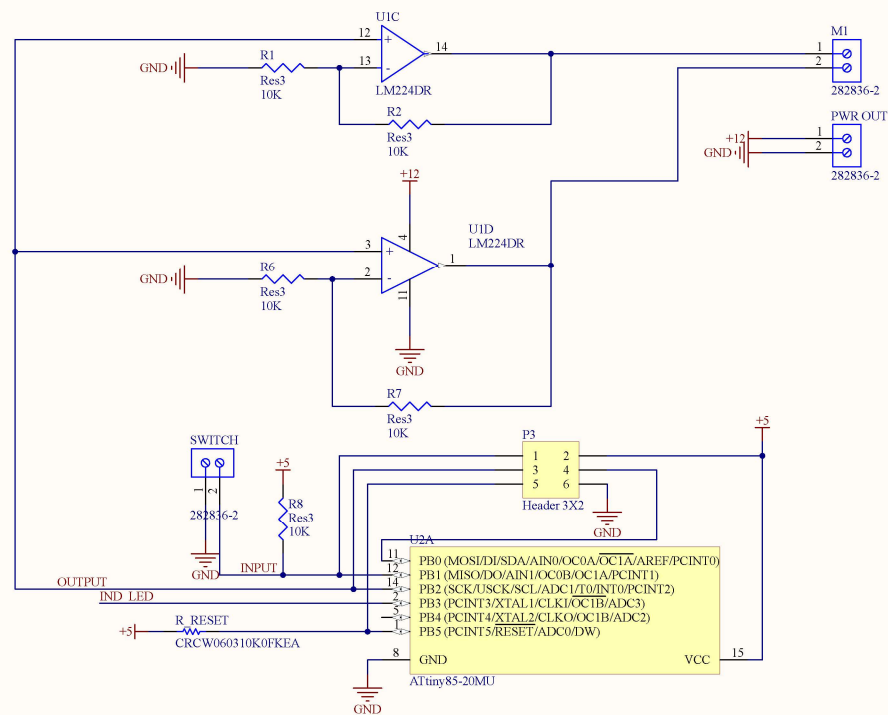 U1C
M1
12
+
14
1
R1
13
-
2
GND
Res3
LM224DR
282836-2
10K
R2
PWR OUT
Res3
+12
1
10K
GND
2
+12
282836-2
4
U1D
LM224DR
3
+
R6
1
GND
2
-
Res3
11
10K
GND
R7
Res3
+5
10K
P3
SWITCH
1 2
+5
3 4
5 6
R8
1
2
Res3
Header 3X2
282836-2
10K
GND
U2A
GND
INPUT
11 PB0 (MOSI/DI/SDA/AIN0/OC0A/OC1A/AREF/PCINT0)
12 PB1 (MISO/DO/AIN1/OC0B/OC1A/PCINT1)
OUTPUT
14 PB2 (SCK/USCK/SCL/ADC1/T0/INT0/PCINT2)
IND_LED
2 PB3 (PCINT3/XTAL1/CLKI/OC1B/ADC3)
5 PB4 (PCINT4/XTAL2/CLKO/OC1B/ADC2)
R_RESET
+5
1 PB5 (PCINT5/RESET/ADC0/DW)
CRCW060310K0FKEA
8 GND
VCC 15
ATtiny85-20MU
GND